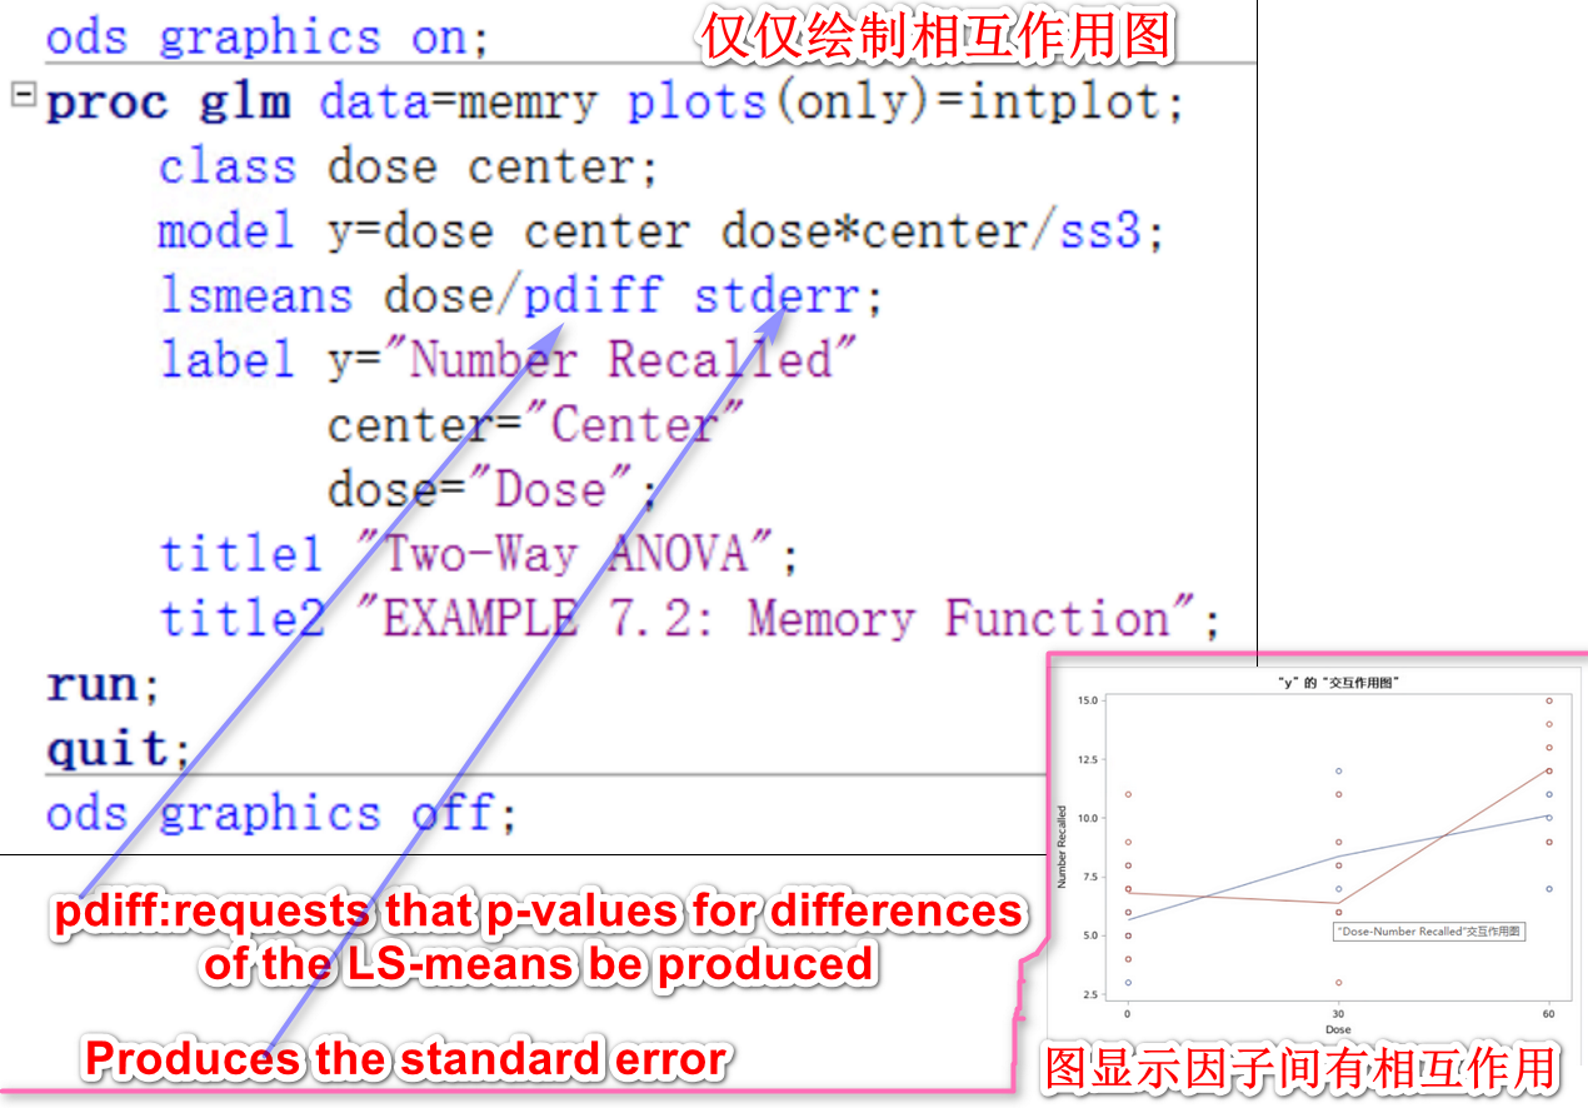 ods graphics on;
仅仅绘制相互作用图
proc glm data=memry plots(only)=intplot;
class dose center;
model y=dose center dose*center/ss3;
lsmeans dose/pdiff stderr;
label y="Number Recalled"
center="Center"
dose="Dose";
title1 "Two-Way ANOVA";
title2 "EXAMPLE 7.2: Memory Function";
run;
quit;
ods graphics off;
pdiff:requests that p-values for differences
of the LS-means be produced
Produces the standard error
"y" 的 "交互作用图"
15.0
12.5
10.0
7.5
5.0
2.5
Number Recalled
"Dose-Number Recalled"交互作用图
0 30 60
Dose
图显示因子间有相互作用